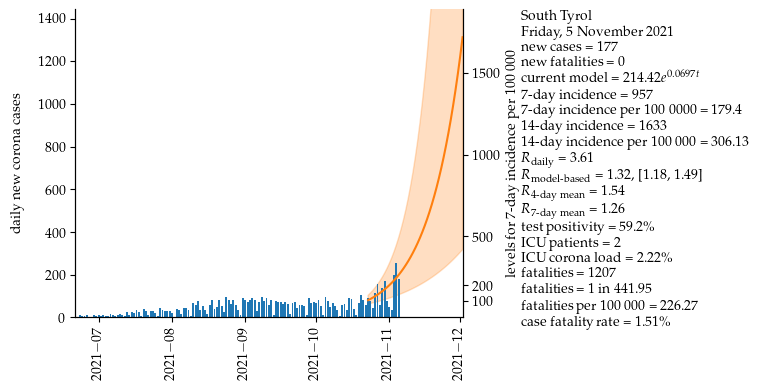 daily new corona cases
1400
1200
1000
800
600
400
200
0
2021−07
2021−08
2021−09
2021−10
2021−11
2021−12
1500
1000
500
200
100
levels for 7-day incidence per 100 000
South Tyrol
Friday, 5 November 2021
new cases = 177
new fatalities = 0
current model = 214.42e^0.0697t
7-day incidence = 957
7-day incidence per 100 0000 = 179.4
14-day incidence = 1633
14-day incidence per 100 000 = 306.13
R_daily = 3.61
R_model-based = 1.32, [1.18, 1.49]
R_4-day mean = 1.54
R_7-day mean = 1.26
test positivity = 59.2%
ICU patients = 2
ICU corona load = 2.22%
fatalities = 1207
fatalities = 1 in 441.95
fatalities per 100 000 = 226.27
case fatality rate = 1.51%